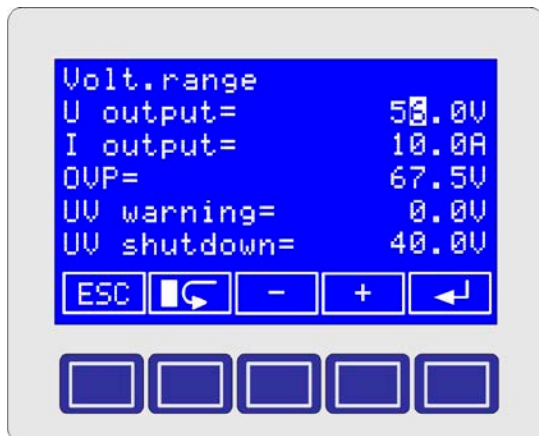 Volt.range
U output= 56.0V
I output= 10.0A
OVP= 67.5V
UV warning= 0.0V
UV shutdown= 40.0V
ESC - +